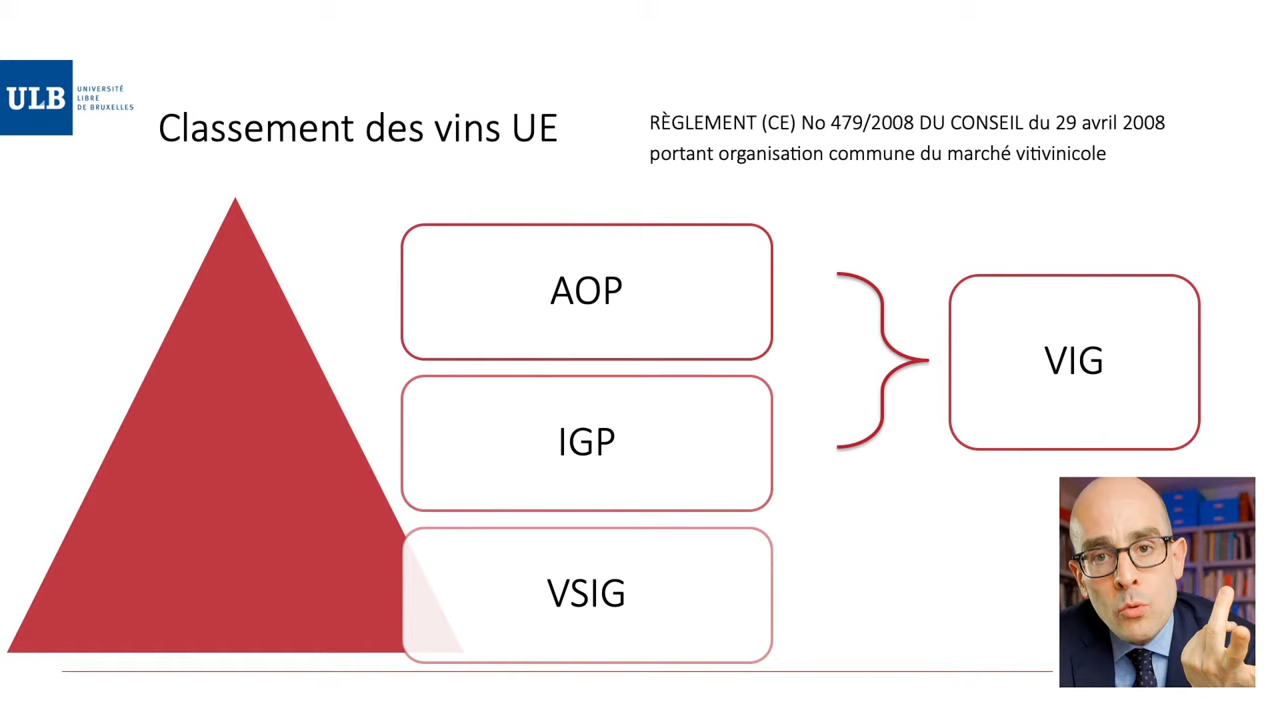 ULB
UNIVERSITÉ
LIBRE
DE BRUXELLES
Classement des vins UE
RÈGLEMENT (CE) No 479/2008 DU CONSEIL du 29 avril 2008
portant organisation commune du marché vitivinicole
AOP
IGP
VSIG
VIG